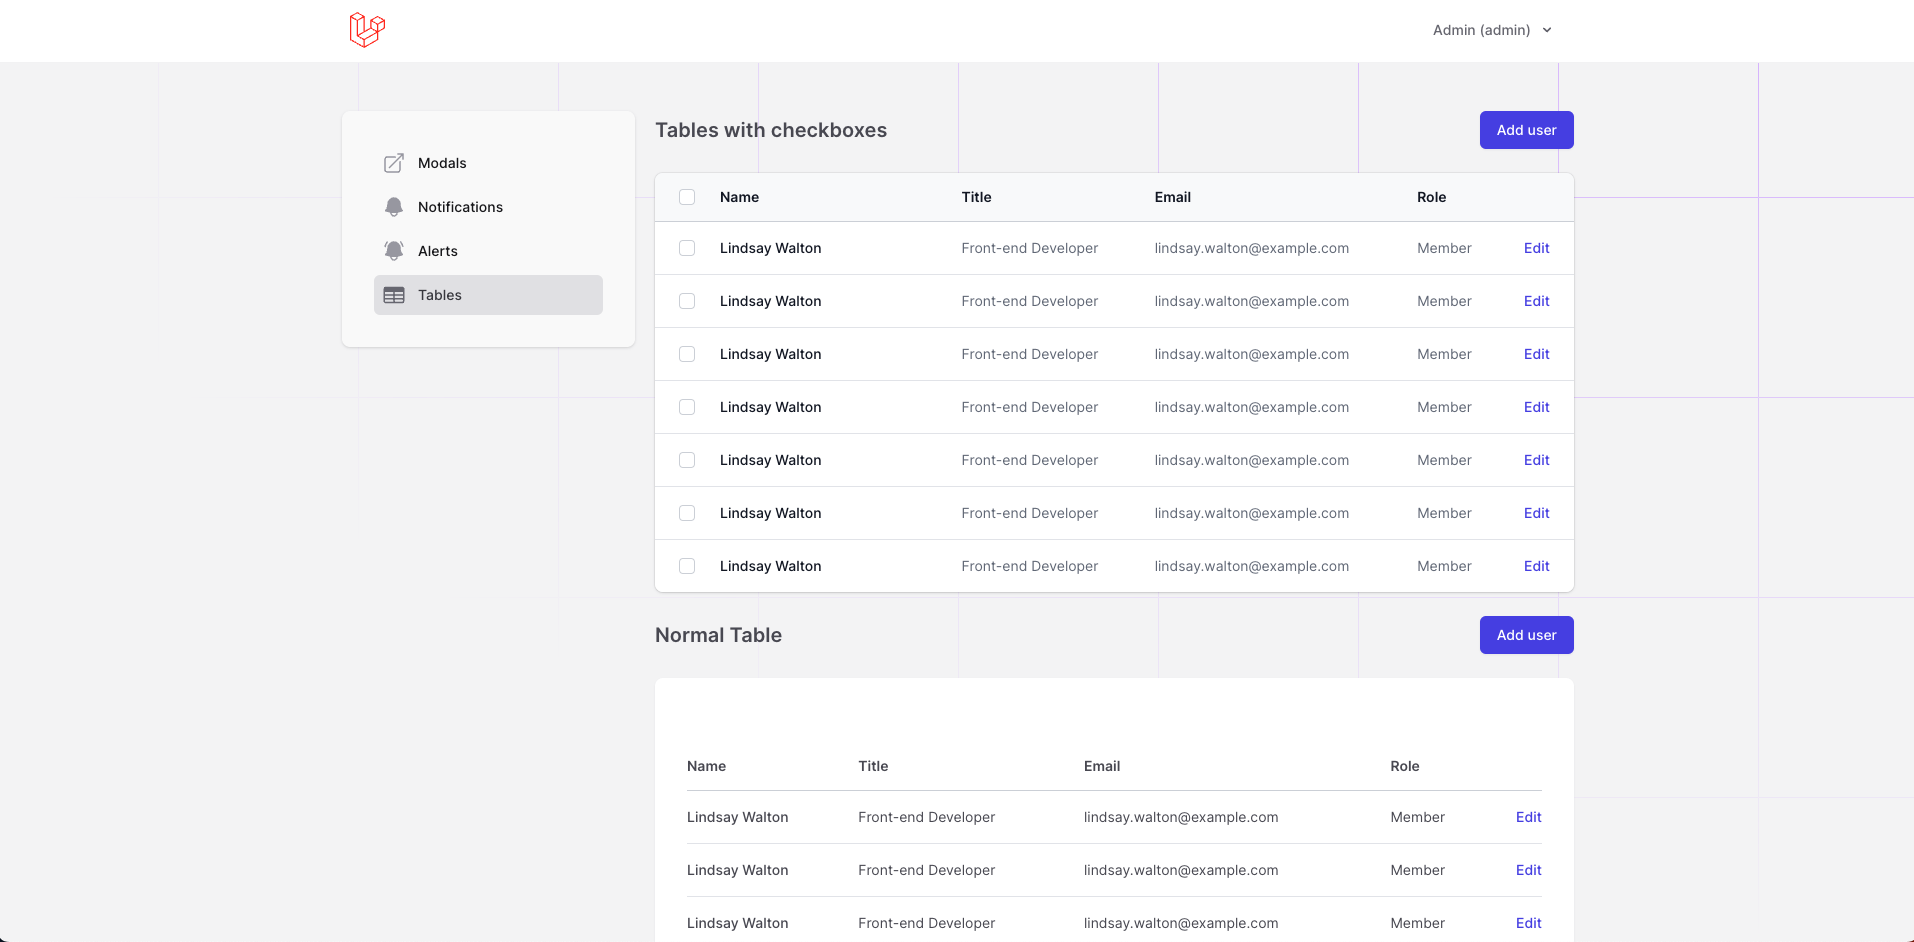 Admin (admin)
Modals
Notifications
Alerts
Tables
Tables with checkboxes
Add user
Name Title Email Role
Lindsay Walton Front-end Developer lindsay.walton@example.com Member Edit
Lindsay Walton Front-end Developer lindsay.walton@example.com Member Edit
Lindsay Walton Front-end Developer lindsay.walton@example.com Member Edit
Lindsay Walton Front-end Developer lindsay.walton@example.com Member Edit
Lindsay Walton Front-end Developer lindsay.walton@example.com Member Edit
Lindsay Walton Front-end Developer lindsay.walton@example.com Member Edit
Lindsay Walton Front-end Developer lindsay.walton@example.com Member Edit
Normal Table
Add user
Name Title Email Role
Lindsay Walton Front-end Developer lindsay.walton@example.com Member Edit
Lindsay Walton Front-end Developer lindsay.walton@example.com Member Edit
Lindsay Walton Front-end Developer lindsay.walton@example.com Member Edit